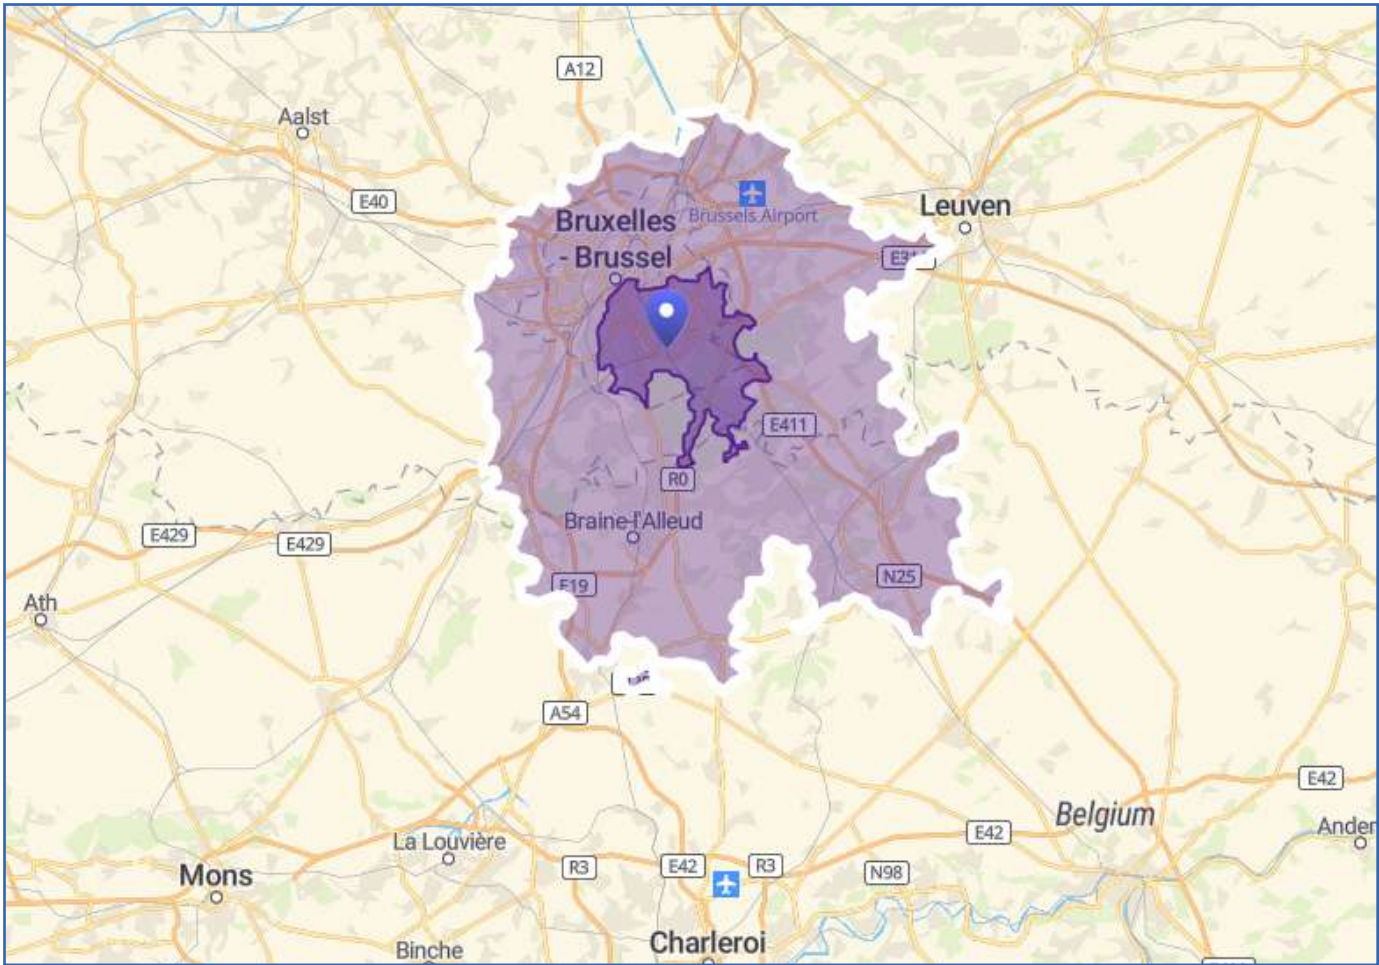 A12
Aalst
E40
Leuven
Bruxelles
- Brussel
Brussels Airport
E411
R0
Braine-l'Alleud
E429
E429
E19
N25
Ath
A54
E42
Belgium
Ander
La Louvière
E42
R3
E42
R3
N98
Mons
Binche
Charleroi